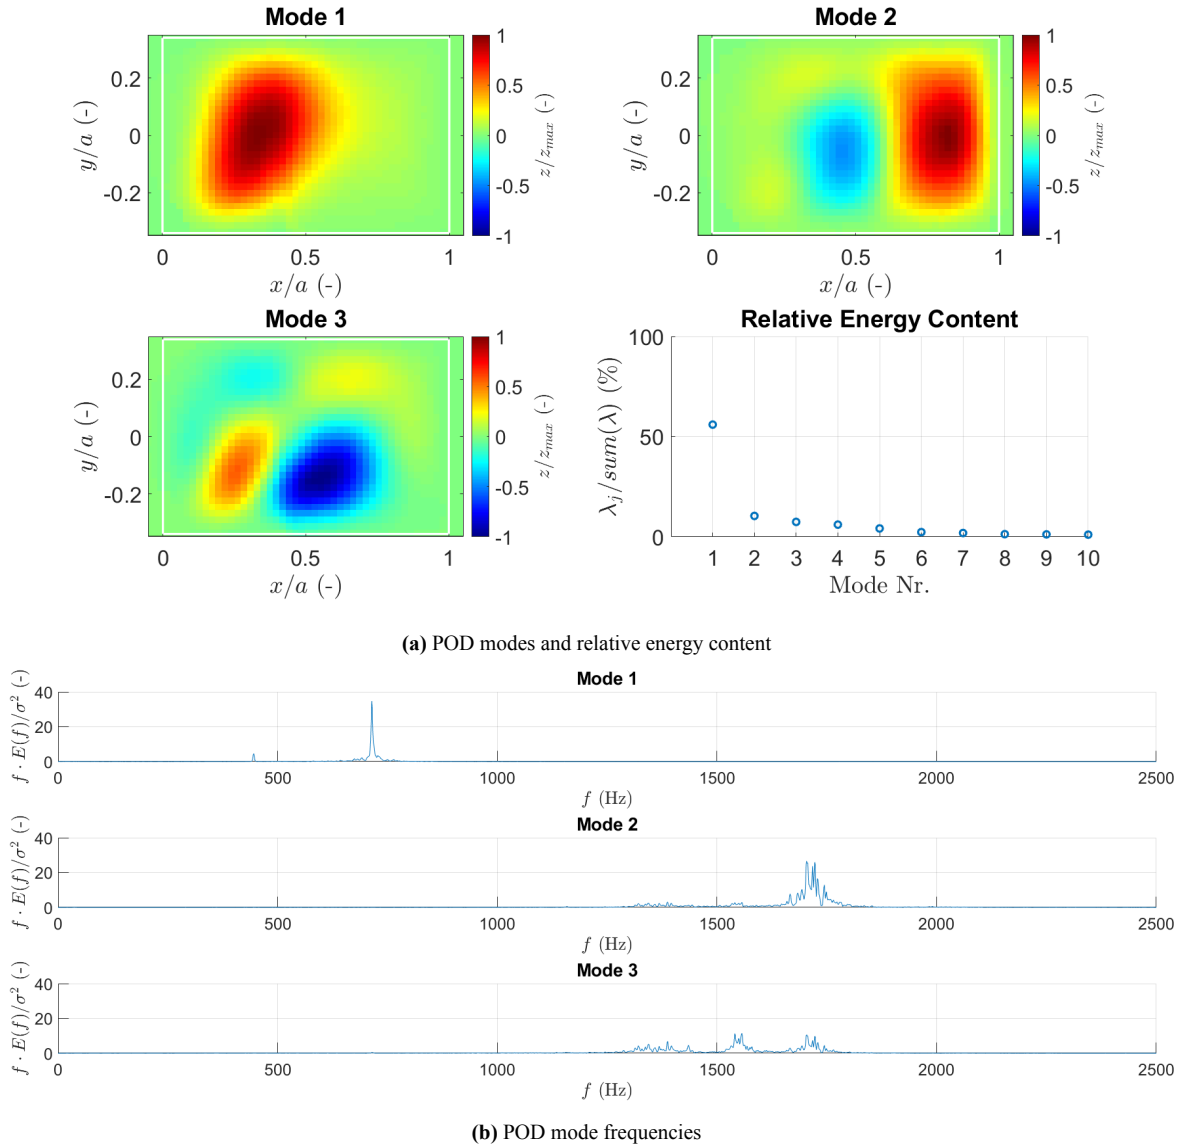 Mode 1
y/a (-)
0.2
0
-0.2
0
0.5
1
x/a (-)
1
0.5
0
-0.5
-1
z/z_max (-)
Mode 2
y/a (-)
0.2
0
-0.2
0
0.5
1
x/a (-)
1
0.5
0
-0.5
-1
z/z_max (-)
Mode 3
y/a (-)
0.2
0
-0.2
0
0.5
1
x/a (-)
1
0.5
0
-0.5
-1
z/z_max (-)
Relative Energy Content
λ_j/sum(λ) (%)
100
50
0
1 2 3 4 5 6 7 8 9 10
Mode Nr.
(a) POD modes and relative energy content
Mode 1
f · E(f)/σ² (-)
40
20
0
0 500 1000 1500 2000 2500
f (Hz)
Mode 2
f · E(f)/σ² (-)
40
20
0
0 500 1000 1500 2000 2500
f (Hz)
Mode 3
f · E(f)/σ² (-)
40
20
0
0 500 1000 1500 2000 2500
f (Hz)
(b) POD mode frequencies